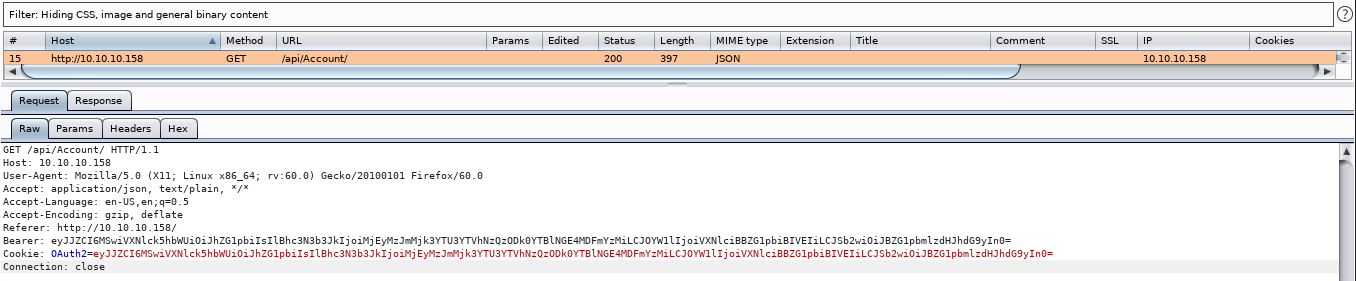 Filter: Hiding CSS, image and general binary content ?
# Host Method URL Params Edited Status Length MIME type Extension Title Comment SSL IP Cookies
15 http://10.10.10.158 GET /api/Account/ 200 397 JSON 10.10.10.158
Request Response
Raw Params Headers Hex
GET /api/Account/ HTTP/1.1
Host: 10.10.10.158
User-Agent: Mozilla/5.0 (X11; Linux x86_64; rv:60.0) Gecko/20100101 Firefox/60.0
Accept: application/json, text/plain, */*
Accept-Language: en-US,en;q=0.5
Accept-Encoding: gzip, deflate
Referer: http://10.10.10.158/
Bearer: eyJJZCI6MSwiVXNlck5hbWUiOiJhZG1pbiIsIlBhc3N3b3JkIjoiMjEyMzJmMjk3YTU3YTVhNzQzODk0YTBlNGE4MDFmYzMiLCJOYW1lIjoiVXNlciBBZG1pbiBIVEIiLCJSb2wiOiJBZG1pbmlzdHJhdG9yIn0=
Cookie: OAuth2=eyJJZCI6MSwiVXNlck5hbWUiOiJhZG1pbiIsIlBhc3N3b3JkIjoiMjEyMzJmMjk3YTU3YTVhNzQzODk0YTBlNGE4MDFmYzMiLCJOYW1lIjoiVXNlciBBZG1pbiBIVEIiLCJSb2wiOiJBZG1pbmlzdHJhdG9yIn0=
Connection: close